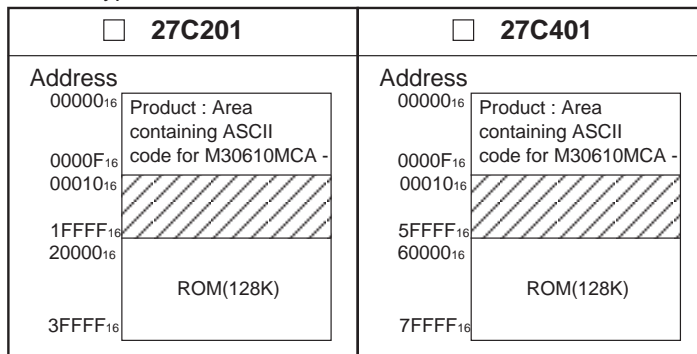 □ 27C201
Address
00000₁₆
Product : Area
containing ASCII
code for M30610MCA -
0000F₁₆
00010₁₆
1FFFF₁₆
20000₁₆
ROM(128K)
3FFFF₁₆
□ 27C401
Address
00000₁₆
Product : Area
containing ASCII
code for M30610MCA -
0000F₁₆
00010₁₆
5FFFF₁₆
60000₁₆
ROM(128K)
7FFFF₁₆